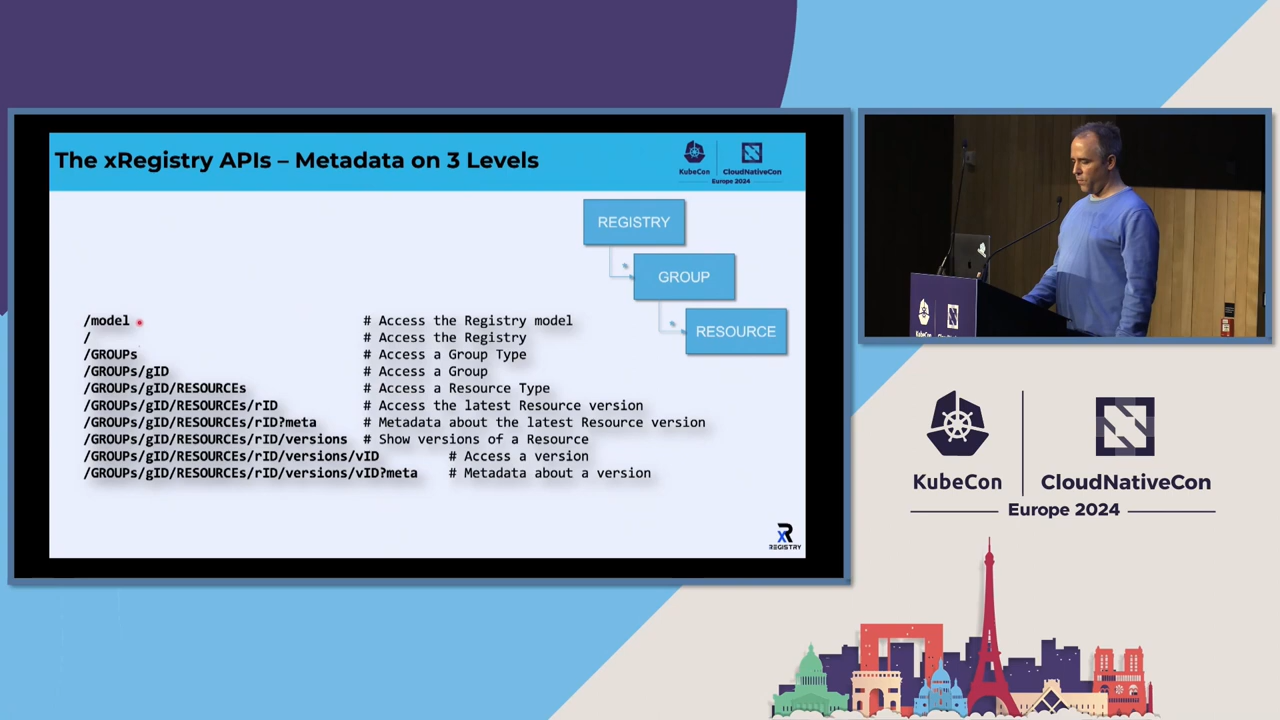 The xRegistry APIs – Metadata on 3 Levels
KubeCon
CloudNativeCon
Europe 2024
REGISTRY
GROUP
RESOURCE
/model # Access the Registry model
/ # Access the Registry
/GROUPs # Access a Group Type
/GROUPs/gID # Access a Group
/GROUPs/gID/RESOURCEs # Access a Resource Type
/GROUPs/gID/RESOURCEs/rID # Access the latest Resource version
/GROUPs/gID/RESOURCEs/rID?meta # Metadata about the latest Resource version
/GROUPs/gID/RESOURCEs/rID/versions # Show versions of a Resource
/GROUPs/gID/RESOURCEs/rID/versions/vID # Access a version
/GROUPs/gID/RESOURCEs/rID/versions/vID?meta # Metadata about a version
xR
REGISTRY
KubeCon
CloudNativeCon
Europe 2024